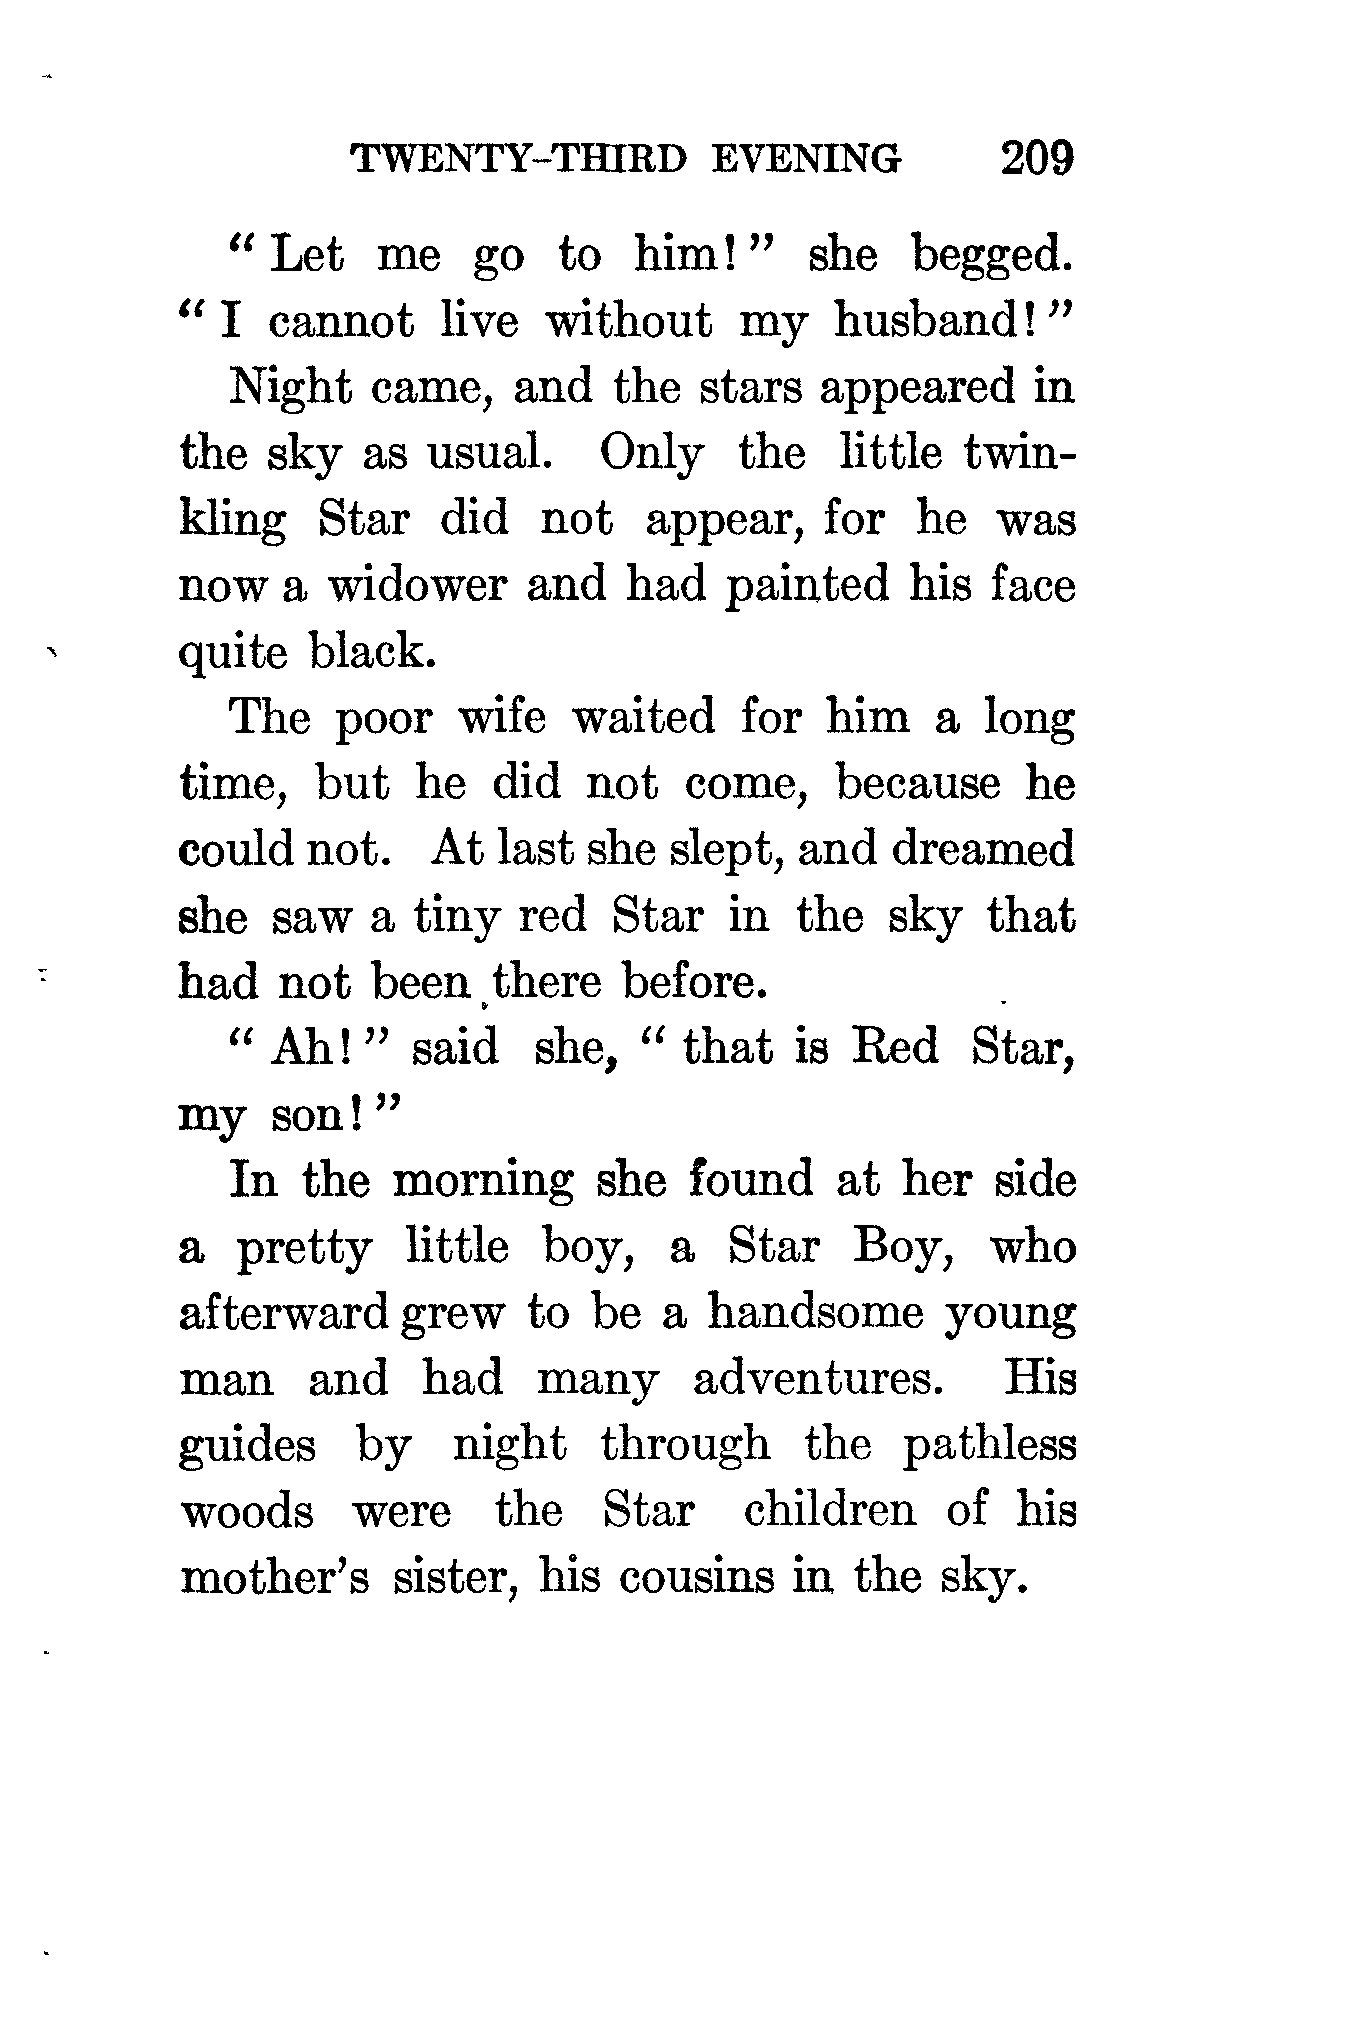 TWENTY-THIRD EVENING 209
" Let me go to him! " she begged.
" I cannot live without my husband! "
Night came, and the stars appeared in
the sky as usual. Only the little twin-
kling Star did not appear, for he was
now a widower and had painted his face
quite black.
The poor wife waited for him a long
time, but he did not come, because he
could not. At last she slept, and dreamed
she saw a tiny red Star in the sky that
had not been there before.
" Ah! " said she, " that is Red Star,
my son! "
In the morning she found at her side
a pretty little boy, a Star Boy, who
afterward grew to be a handsome young
man and had many adventures. His
guides by night through the pathless
woods were the Star children of his
mother's sister, his cousins in the sky.